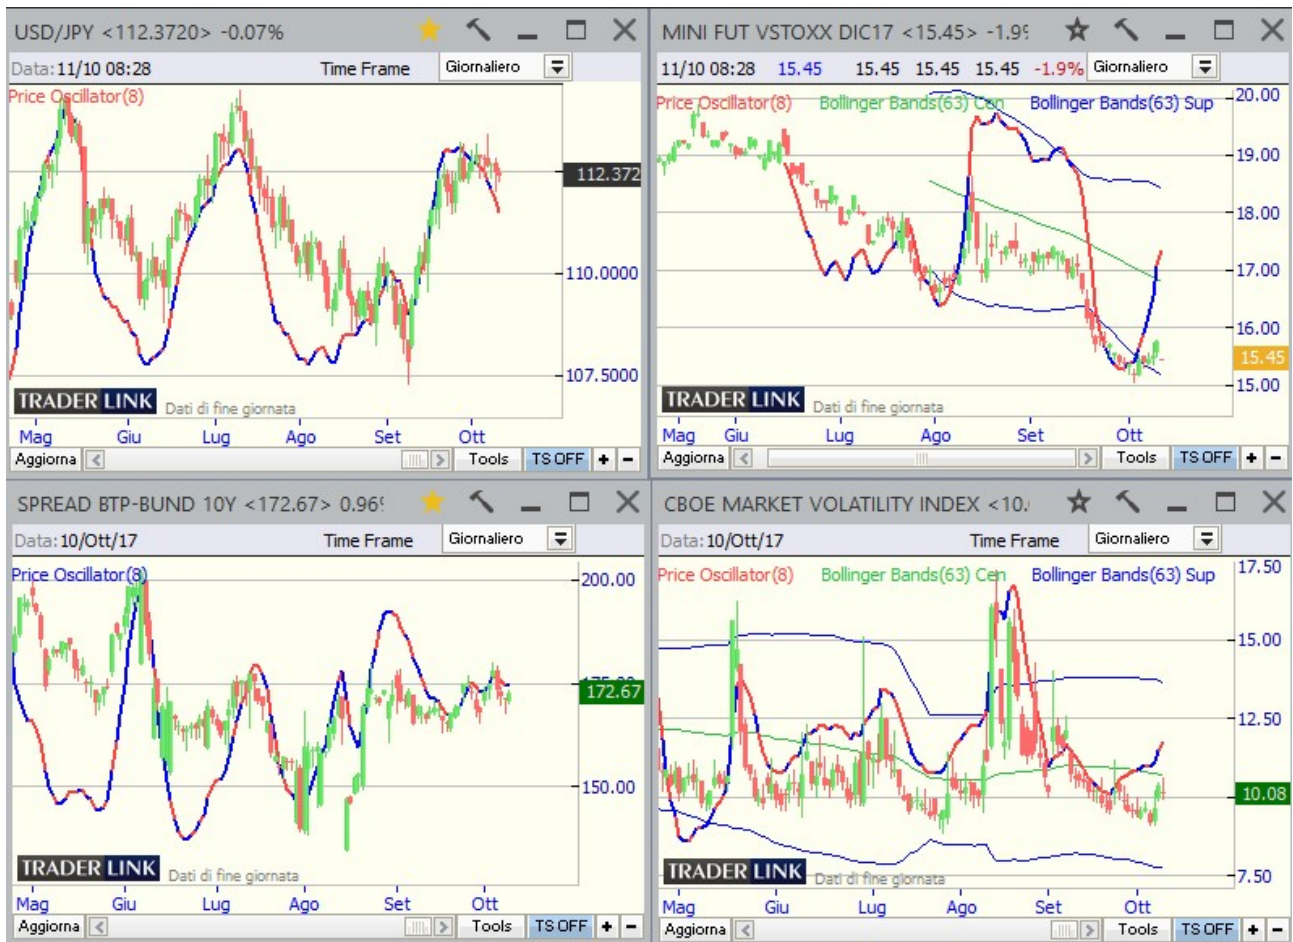 USD/JPY <112.3720> -0.07%
Data: 11/10 08:28 Time Frame Giornaliero
Price Oscillator(8)
112.372
110.0000
107.5000
TRADER LINK Dati di fine giornata
Mag Giu Lug Ago Set Ott
Aggiorna Tools TS OFF + -
MINI FUT VSTOXX DIC17 <15.45> -1.9%
11/10 08:28 15.45 15.45 15.45 15.45 -1.9% Giornaliero
Price Oscillator(8) Bollinger Bands(63) Cen Bollinger Bands(63) Sup
20.00
19.00
18.00
17.00
16.00
15.45
15.00
TRADER LINK Dati di fine giornata
Mag Giu Lug Ago Set Ott
Aggiorna Tools TS OFF + -
SPREAD BTP-BUND 10Y <172.67> 0.96%
Data: 10/Ott/17 Time Frame Giornaliero
Price Oscillator(8)
200.00
172.67
150.00
TRADER LINK Dati di fine giornata
Mag Giu Lug Ago Set Ott
Aggiorna Tools TS OFF + -
CBOE MARKET VOLATILITY INDEX <10.
Data: 10/Ott/17 Time Frame Giornaliero
Price Oscillator(8) Bollinger Bands(63) Cen Bollinger Bands(63) Sup
17.50
15.00
12.50
10.08
7.50
TRADER LINK Dati di fine giornata
Mag Giu Lug Ago Set Ott
Aggiorna Tools TS OFF + -